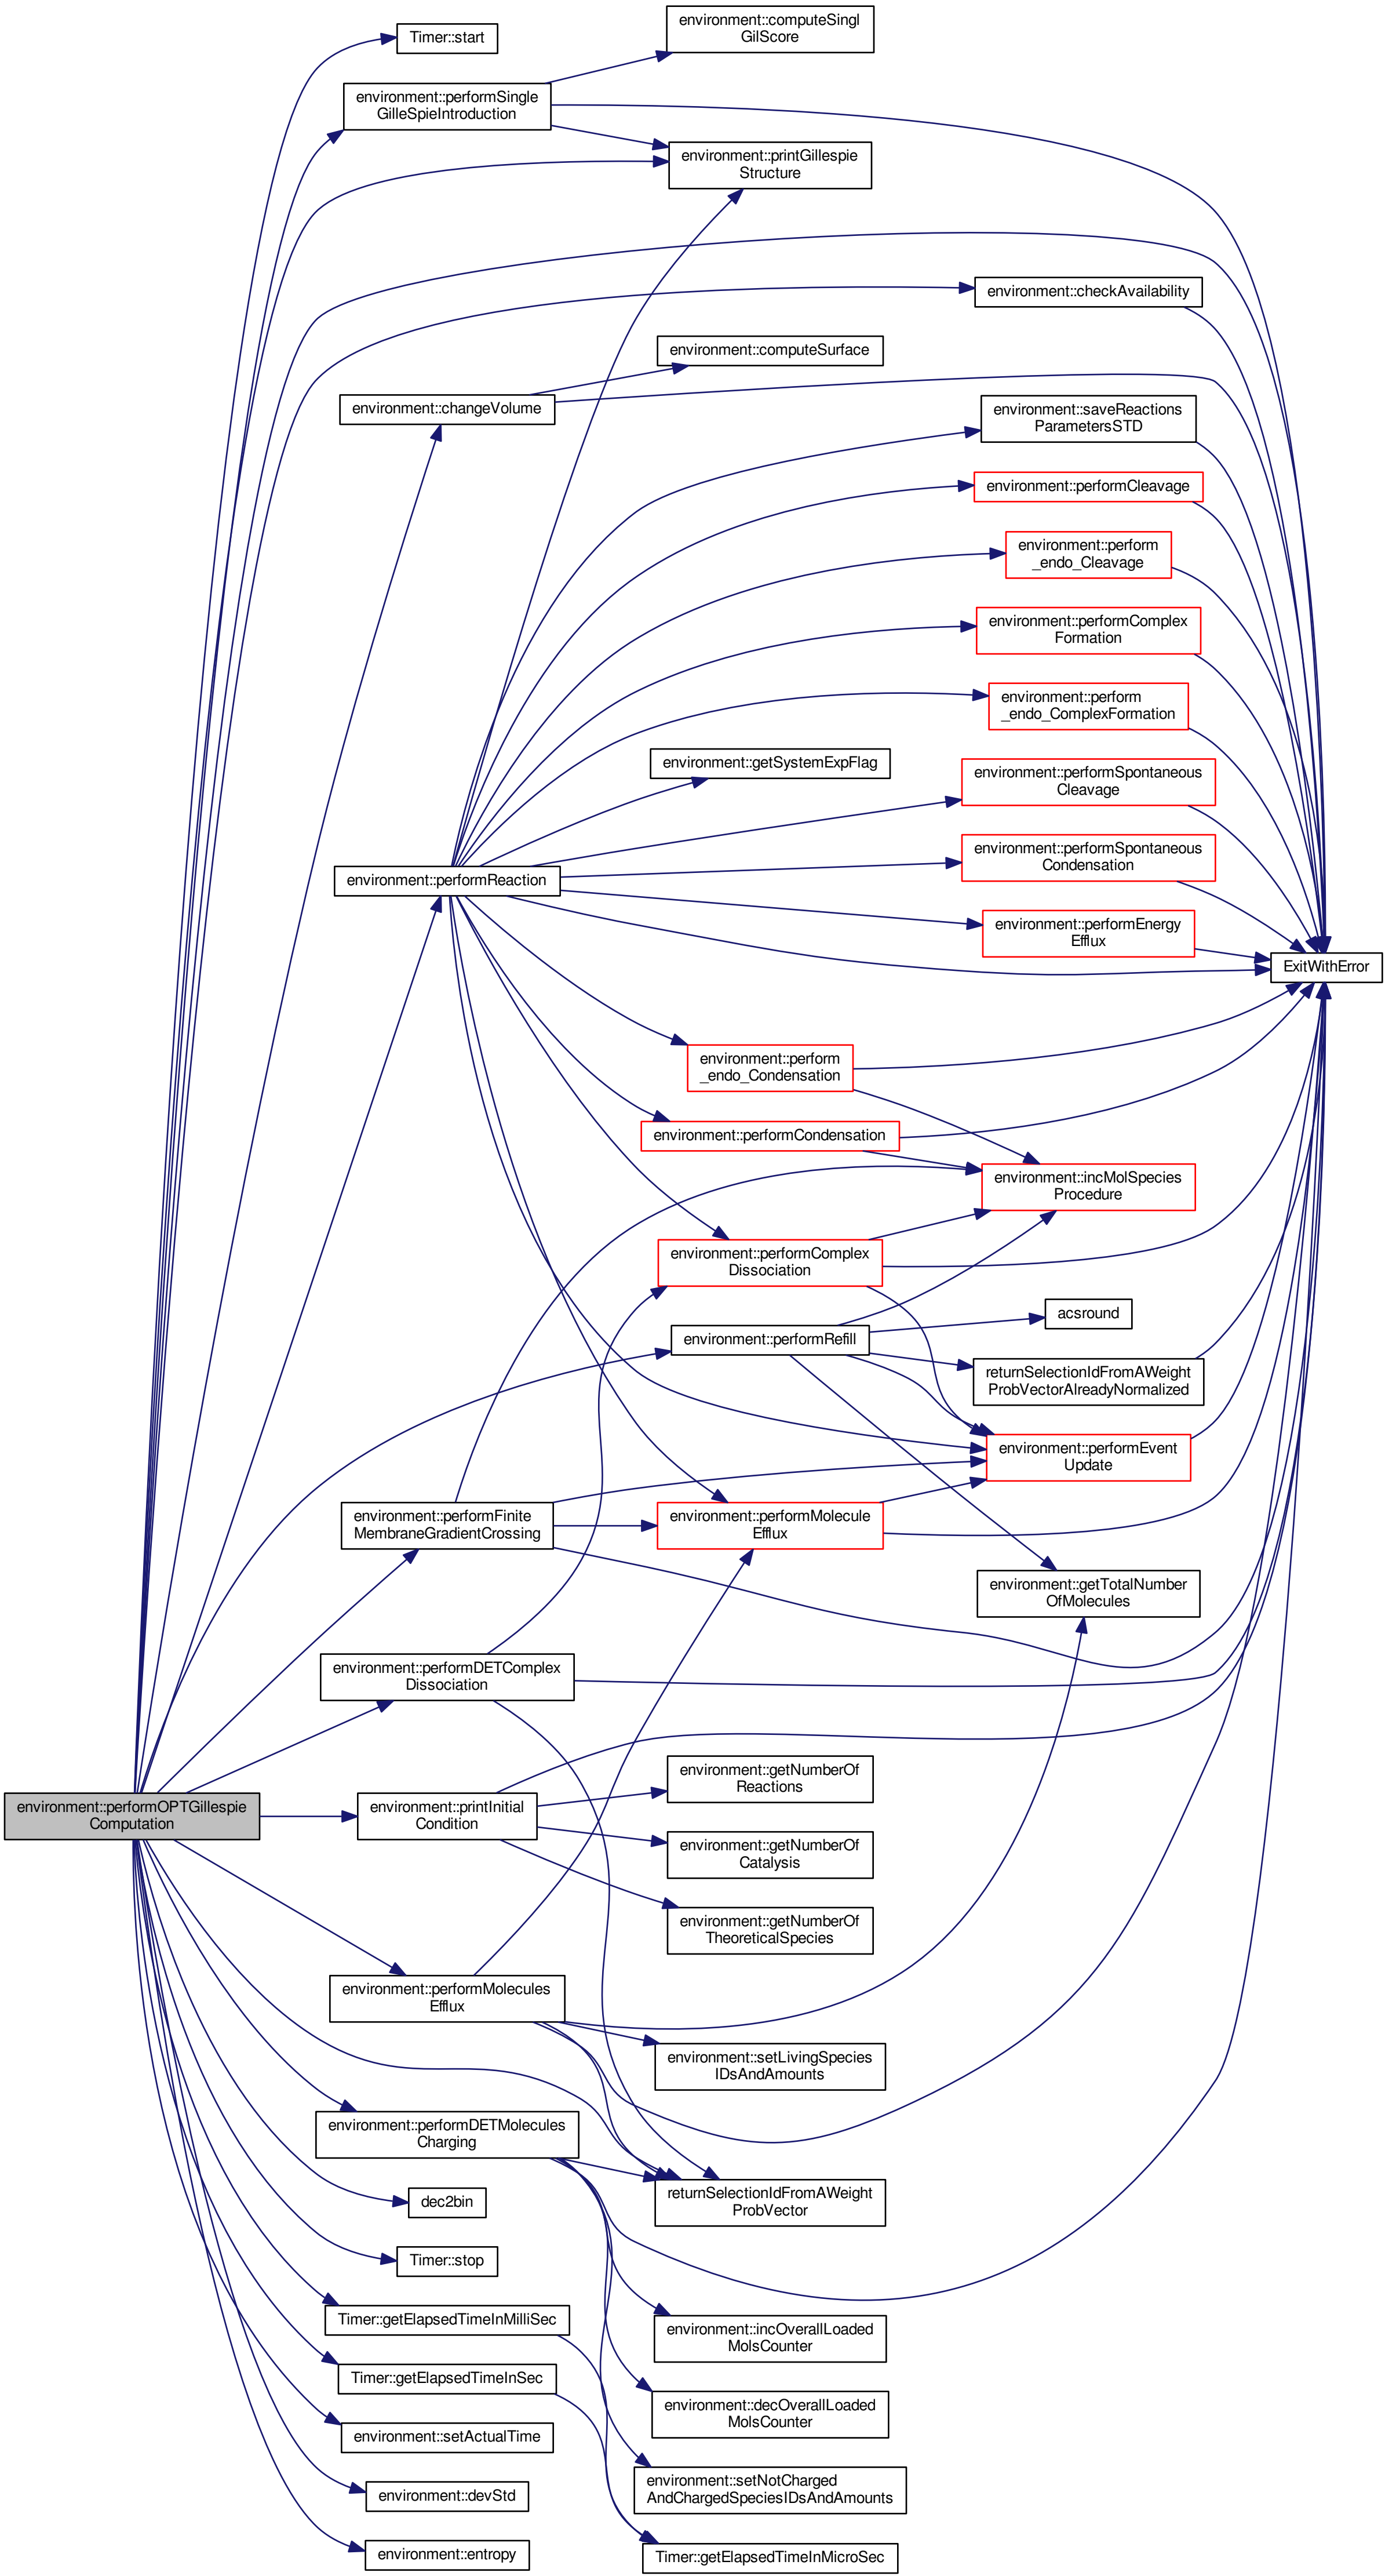 environment::computeSingl
GilScore
Timer::start
environment::performSingle
GilleSpieIntroduction
environment::printGillespie
Structure
environment::checkAvailability
environment::computeSurface
environment::changeVolume
environment::saveReactions
ParametersSTD
environment::performCleavage
environment::perform
_endo_Cleavage
environment::performComplex
Formation
environment::perform
_endo_ComplexFormation
environment::getSystemExpFlag
environment::performSpontaneous
Cleavage
environment::performSpontaneous
Condensation
environment::performReaction
environment::performEnergy
Efflux
ExitWithError
environment::perform
_endo_Condensation
environment::performCondensation
environment::incMolSpecies
Procedure
environment::performComplex
Dissociation
acsround
environment::performRefill
returnSelectionIdFromAWeight
ProbVectorAlreadyNormalized
environment::performEvent
Update
environment::performFinite
MembraneGradientCrossing
environment::performMolecule
Efflux
environment::getTotalNumber
OfMolecules
environment::performDETComplex
Dissociation
environment::getNumberOf
Reactions
environment::performOPTGillespie
Computation
environment::printInitial
Condition
environment::getNumberOf
Catalysis
environment::getNumberOf
TheoreticalSpecies
environment::performMolecules
Efflux
environment::setLivingSpecies
IDsAndAmounts
environment::performDETMolecules
Charging
returnSelectionIdFromAWeight
ProbVector
dec2bin
Timer::stop
Timer::getElapsedTimeInMilliSec
environment::incOverallLoaded
MolsCounter
Timer::getElapsedTimeInSec
environment::decOverallLoaded
MolsCounter
environment::setActualTime
environment::setNotCharged
AndChargedSpeciesIDsAndAmounts
environment::devStd
environment::entropy
Timer::getElapsedTimeInMicroSec